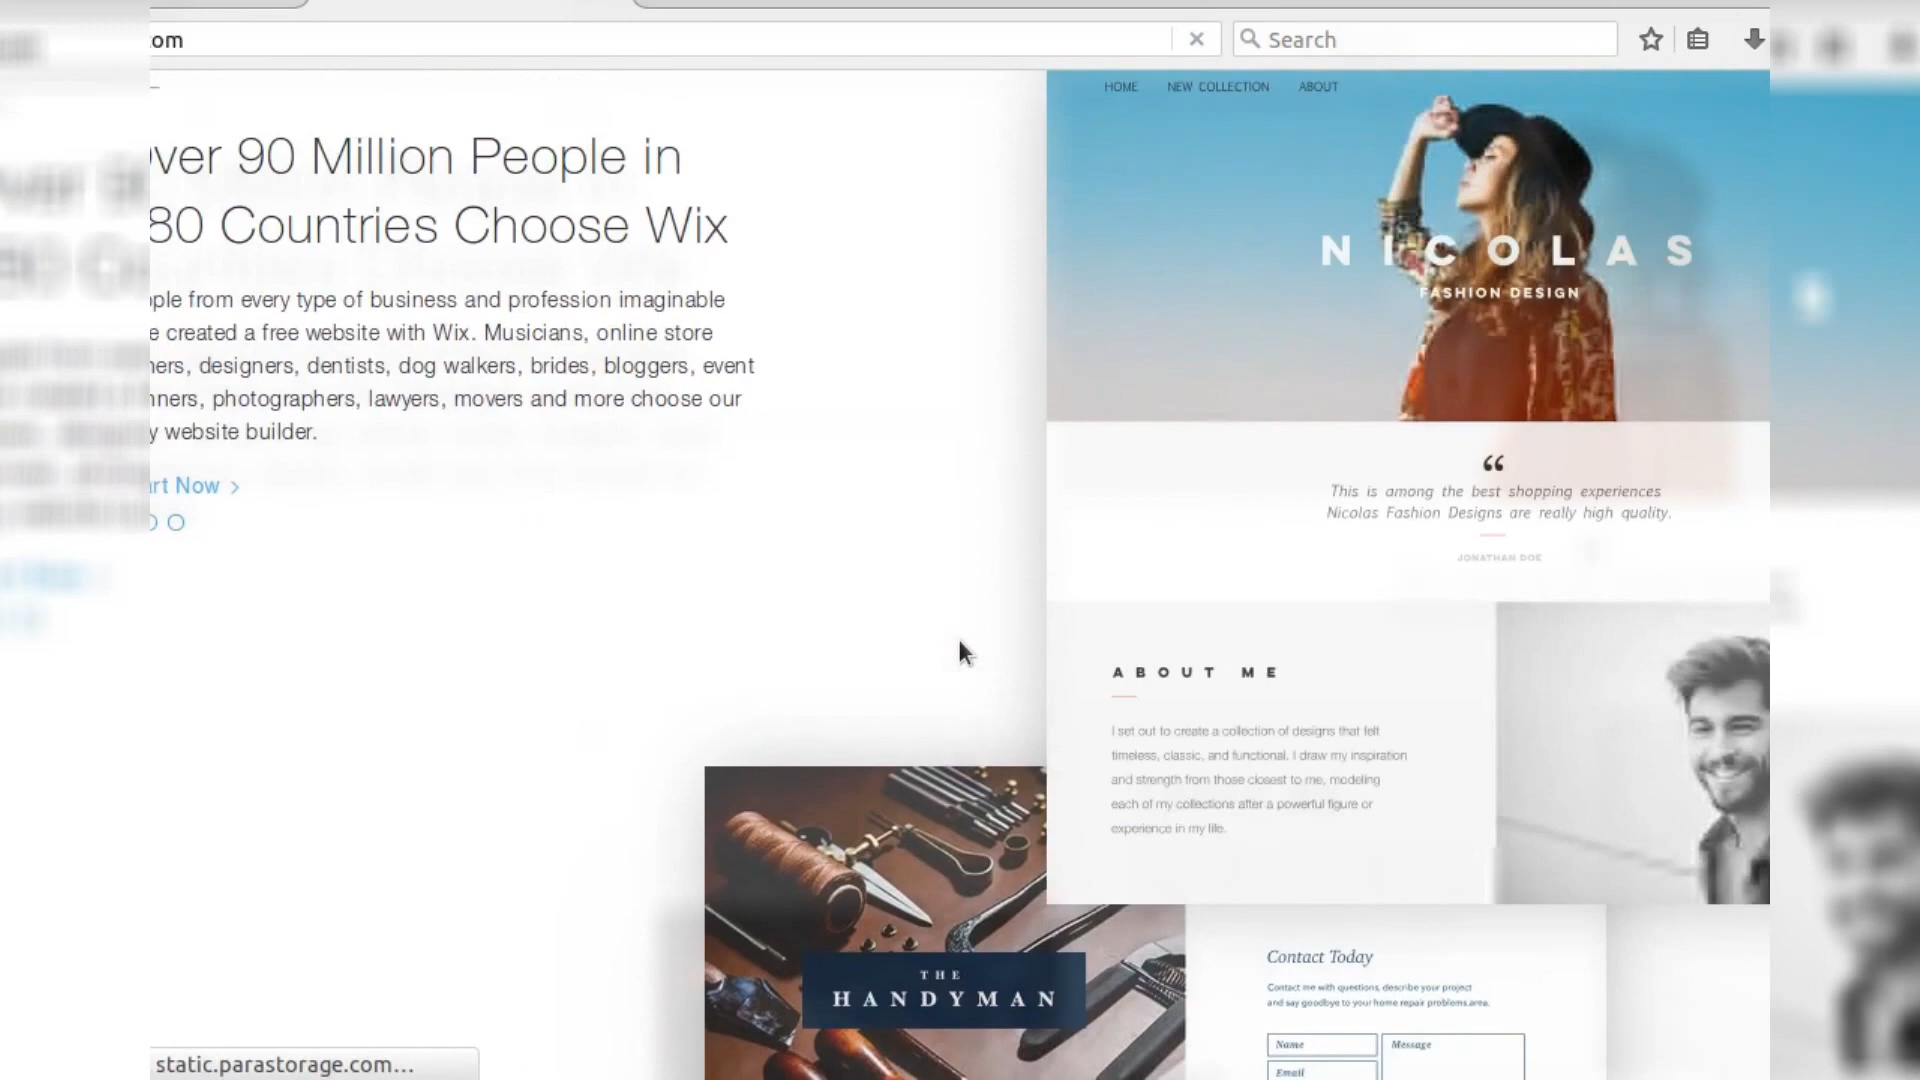 om
Search
ver 90 Million People in
80 Countries Choose Wix
ple from every type of business and profession imaginable
e created a free website with Wix. Musicians, online store
ners, designers, dentists, dog walkers, brides, bloggers, event
nners, photographers, lawyers, movers and more choose our
y website builder.
rt Now
HOME NEW COLLECTION ABOUT
NICOLAS
FASHION DESIGN
“
This is among the best shopping experiences
Nicolas Fashion Designs are really high quality.
JONATHAN DOE
ABOUT ME
I set out to create a collection of designs that felt
timeless, classic, and functional. I draw my inspiration
and strength from those closest to me, modeling
each of my collections after a powerful figure or
experience in my life.
THE
HANDYMAN
Contact Today
Contact me with questions, describe your project
and say goodbye to your home repair problems area.
Name
Message
Email
static.parastorage.com...